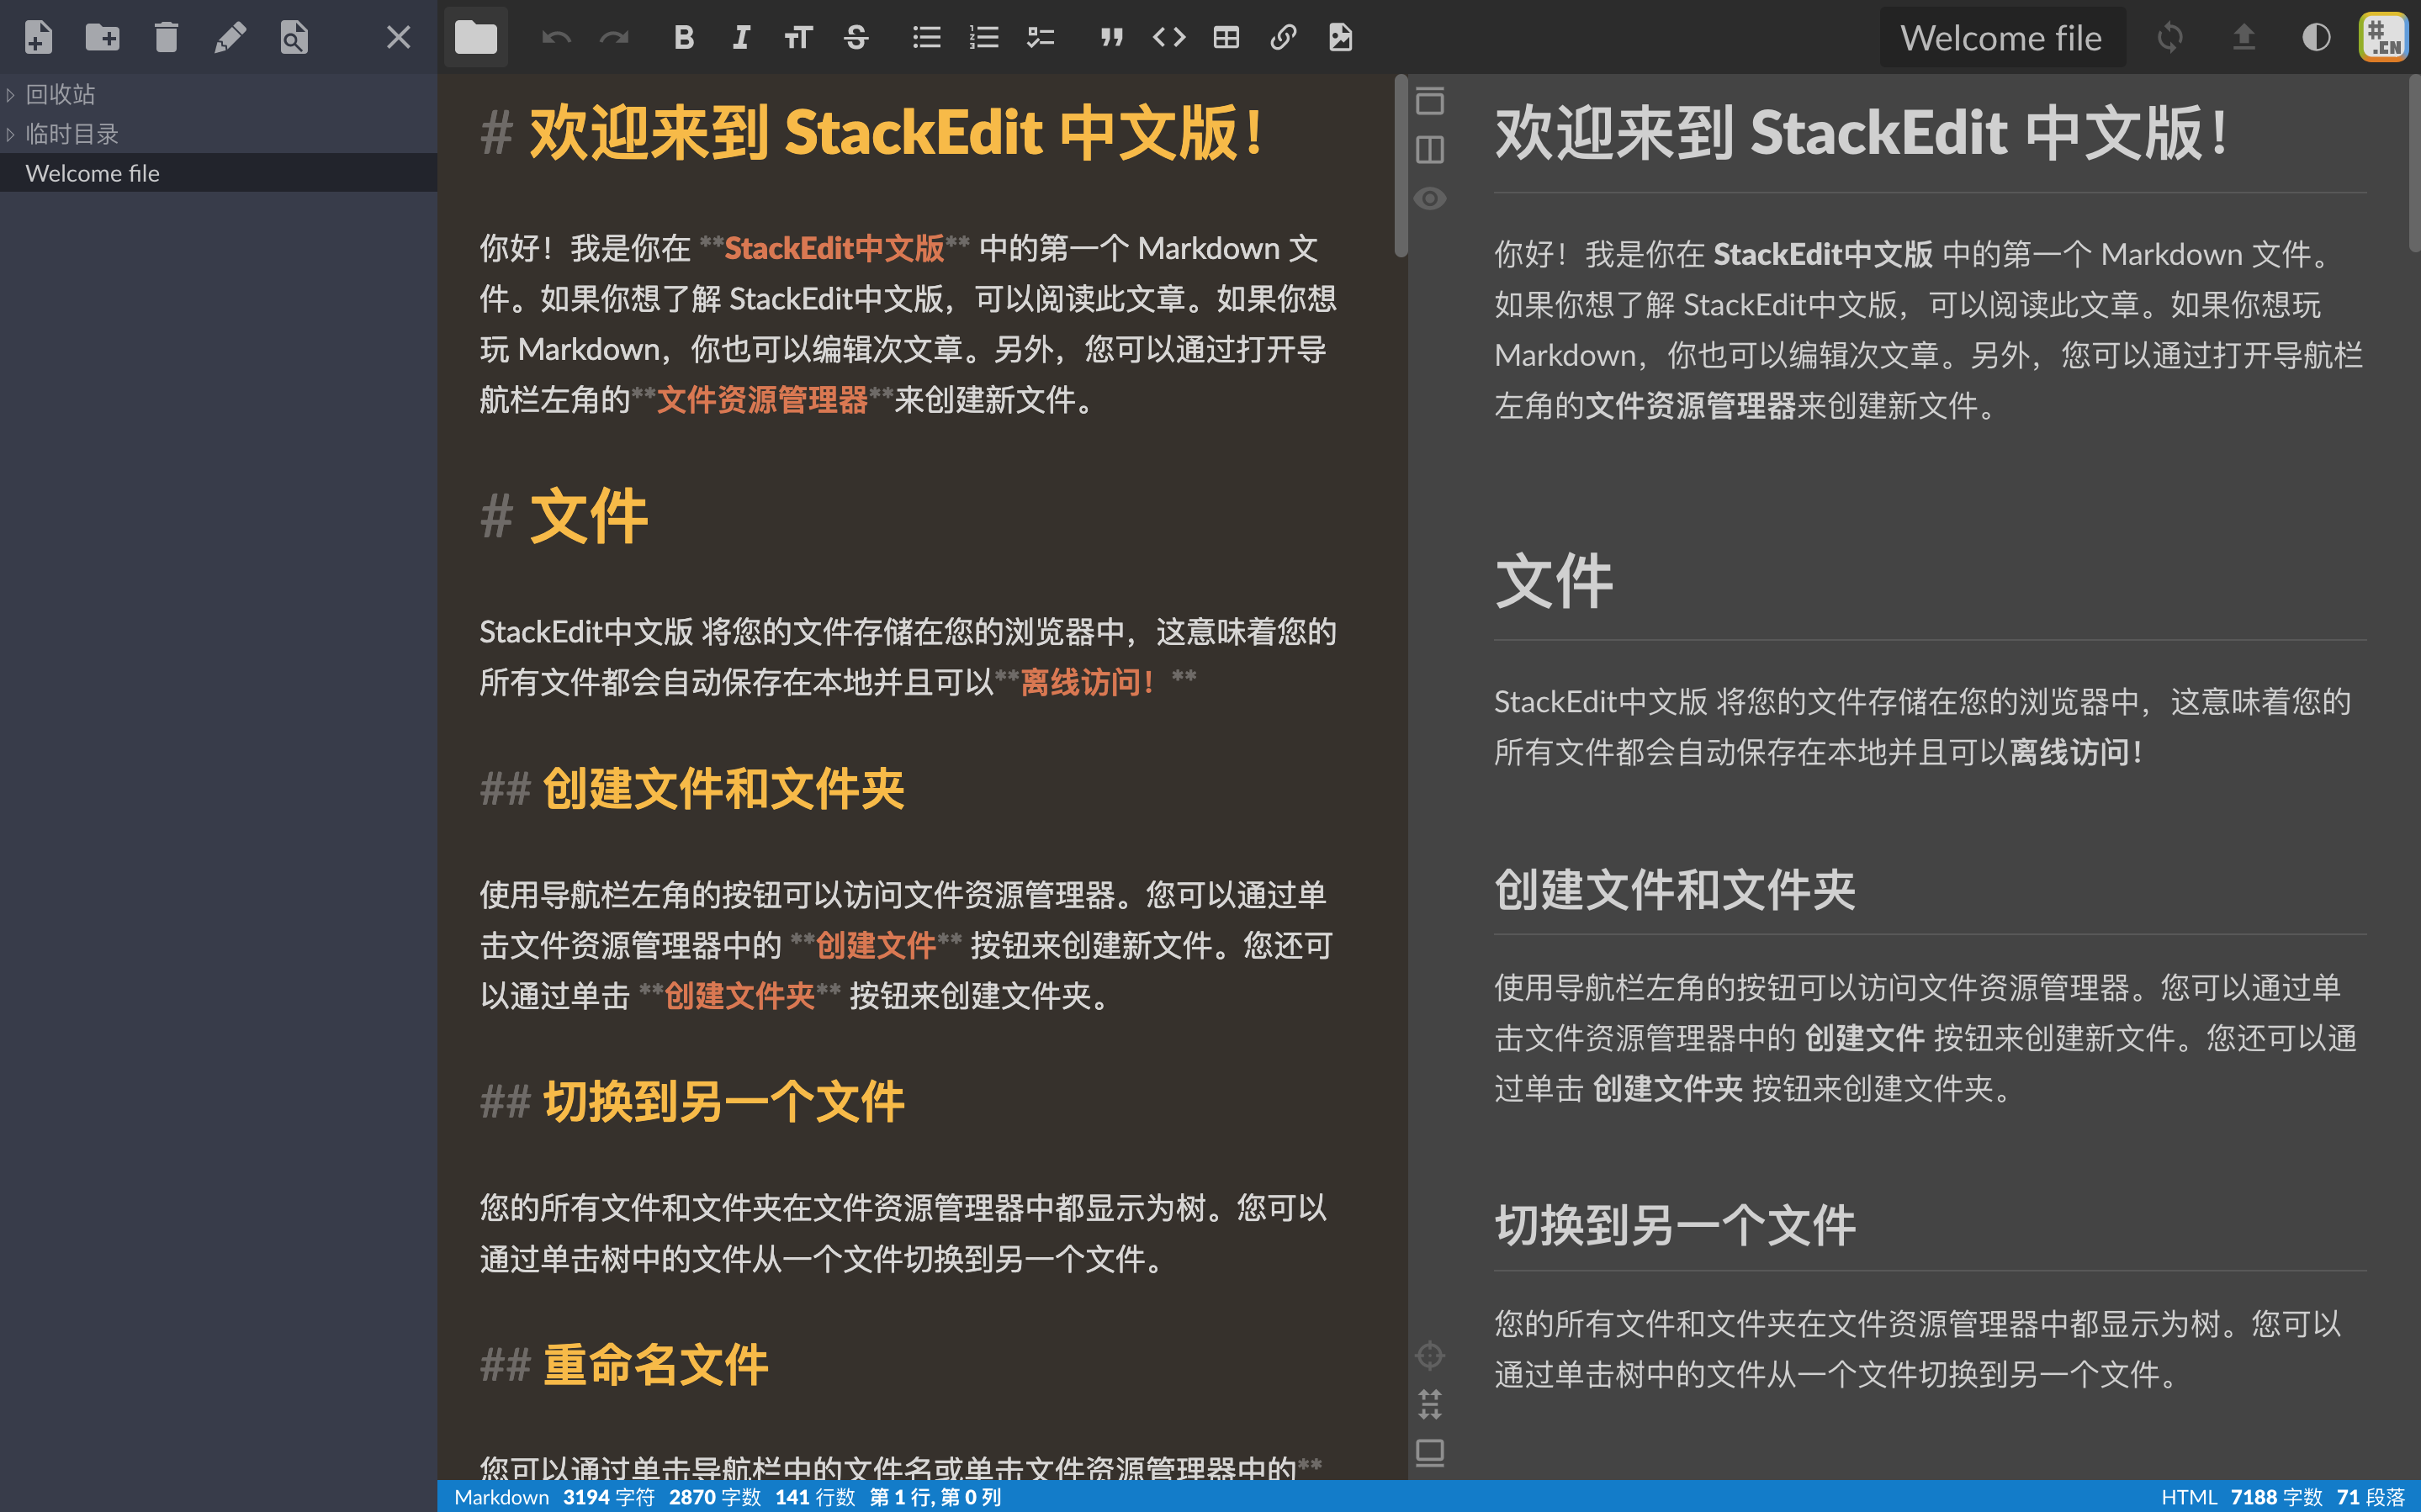 Welcome file
回收站
临时目录
Welcome file
# 欢迎来到 StackEdit 中文版！
你好！我是你在 **StackEdit中文版** 中的第一个 Markdown 文
件。如果你想了解 StackEdit中文版，可以阅读此文章。如果你想
玩 Markdown，你也可以编辑次文章。另外，您可以通过打开导
航栏左角的**文件资源管理器**来创建新文件。
# 文件
StackEdit中文版 将您的文件存储在您的浏览器中，这意味着您的
所有文件都会自动保存在本地并且可以**离线访问！**
## 创建文件和文件夹
使用导航栏左角的按钮可以访问文件资源管理器。您可以通过单
击文件资源管理器中的 **创建文件** 按钮来创建新文件。您还可
以通过单击 **创建文件夹** 按钮来创建文件夹。
## 切换到另一个文件
您的所有文件和文件夹在文件资源管理器中都显示为树。您可以
通过单击树中的文件从一个文件切换到另一个文件。
## 重命名文件
您可以通过单击导航栏中的文件名或单击文件资源管理器中的**
欢迎来到 StackEdit 中文版！
你好！我是你在 StackEdit中文版 中的第一个 Markdown 文件。
如果你想了解 StackEdit中文版，可以阅读此文章。如果你想玩
Markdown，你也可以编辑次文章。另外，您可以通过打开导航栏
左角的文件资源管理器来创建新文件。
文件
StackEdit中文版 将您的文件存储在您的浏览器中，这意味着您的
所有文件都会自动保存在本地并且可以离线访问！
创建文件和文件夹
使用导航栏左角的按钮可以访问文件资源管理器。您可以通过单
击文件资源管理器中的 创建文件 按钮来创建新文件。您还可以通
过单击 创建文件夹 按钮来创建文件夹。
切换到另一个文件
您的所有文件和文件夹在文件资源管理器中都显示为树。您可以
通过单击树中的文件从一个文件切换到另一个文件。
Markdown 3194 字符 2870 字数 141 行数 第 1 行, 第 0 列
HTML 7188 字数 71 段落
#.CN